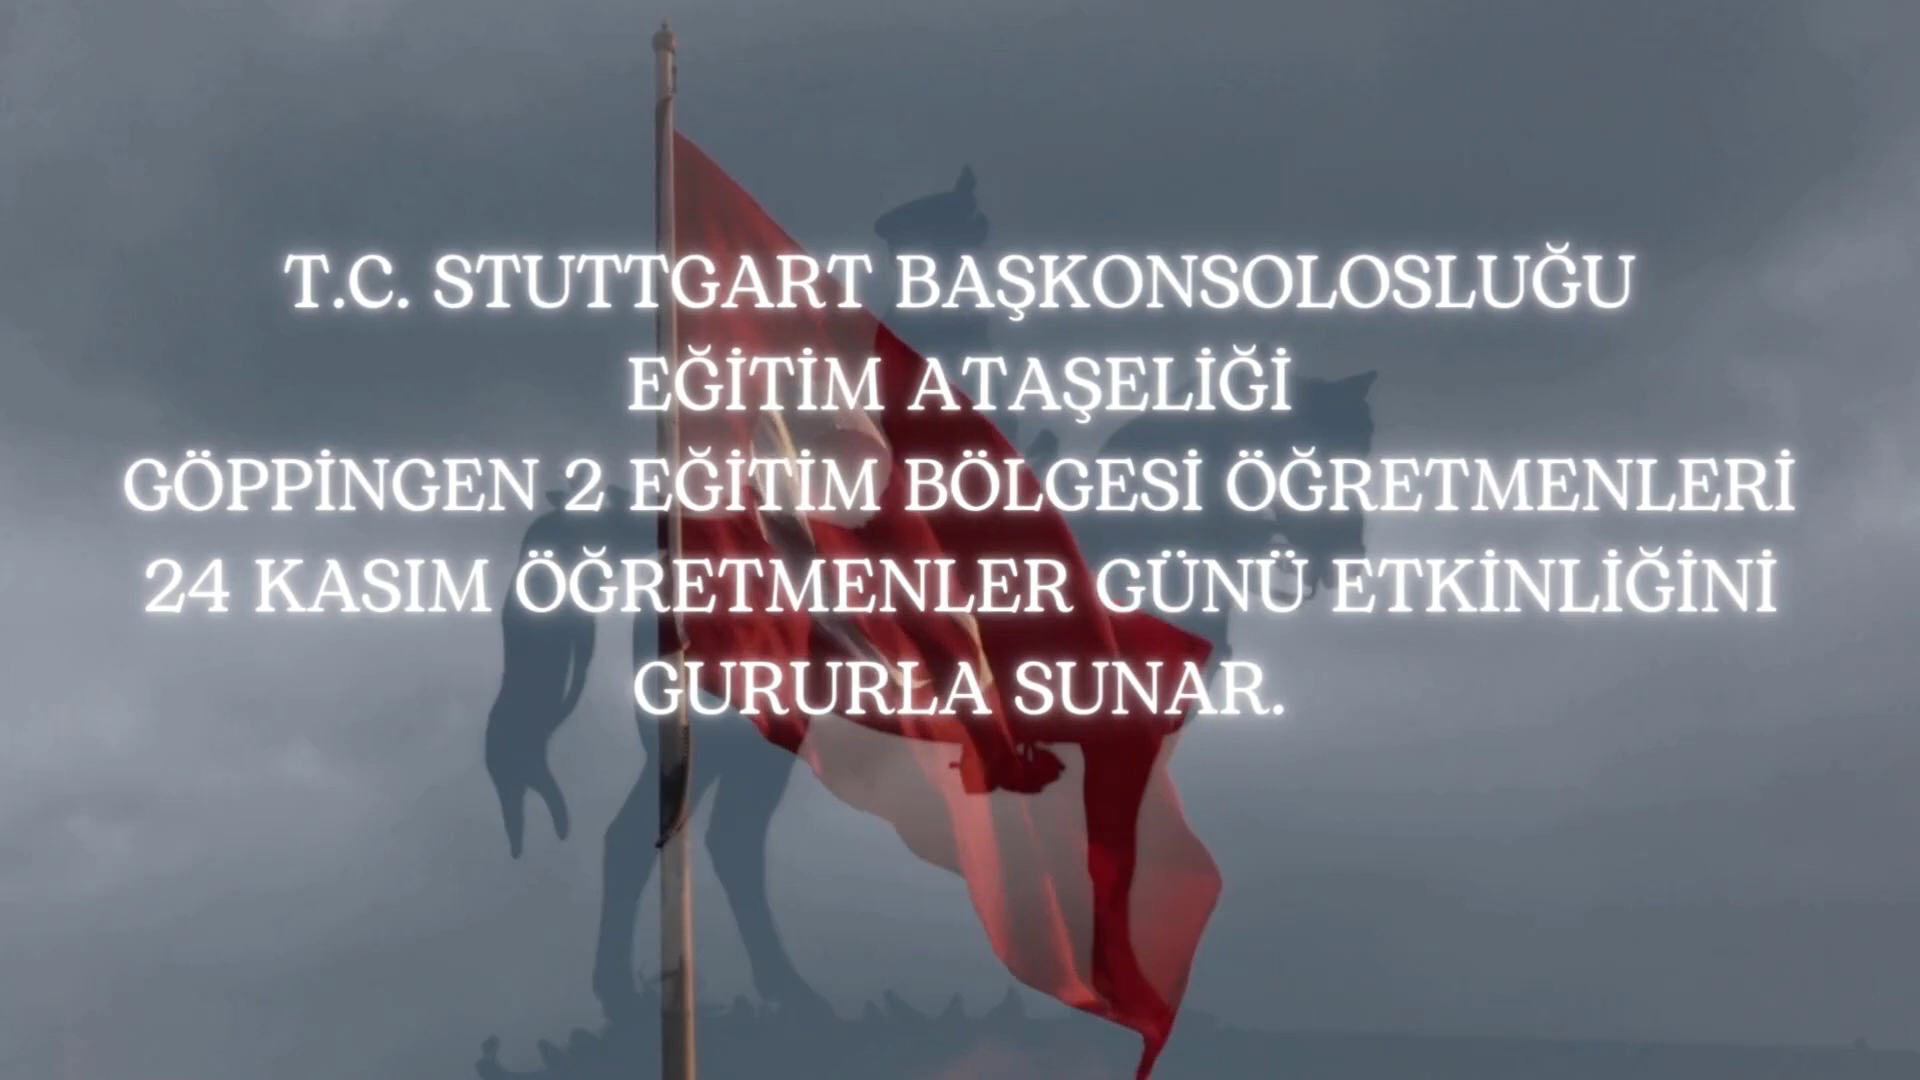 T.C. STUTTGART BAŞKONSOLOSLUĞU
EĞİTİM ATAŞELİĞİ
GÖPPİNGEN 2 EĞİTİM BÖLGESİ ÖĞRETMENLERİ
24 KASIM ÖĞRETMENLER GÜNÜ ETKİNLİĞİNİ
GURURLA SUNAR.